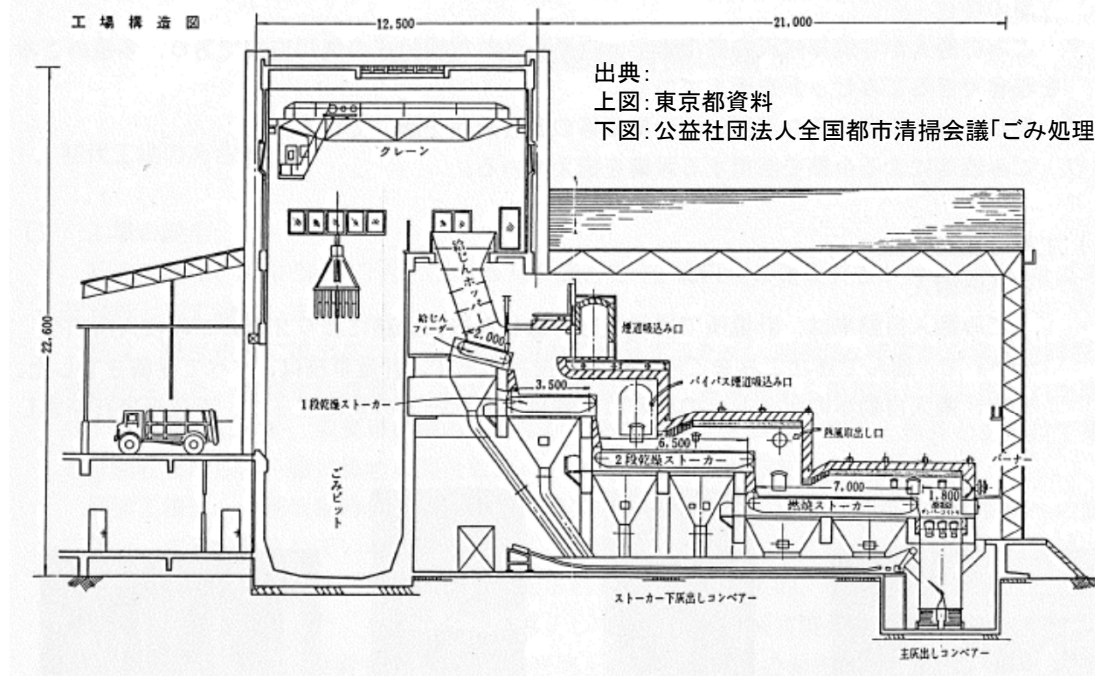 工場構造図
12.500
21.000
出典：
上図：東京都資料
下図：公益社団法人全国都市清掃会議「ごみ処理
クレーン
給じんホッパー
給じん
フィーダー
2.000
22.600
煙道吸込み口
3.500
バイパス煙道吸込み口
1段乾燥ストーカー
6.500
熱風取出し口
2段乾燥ストーカー
バーナー
ごみピット
7.000
1.800
燃焼ストーカー
ストーカー下灰出しコンベアー
主灰出しコンベアー